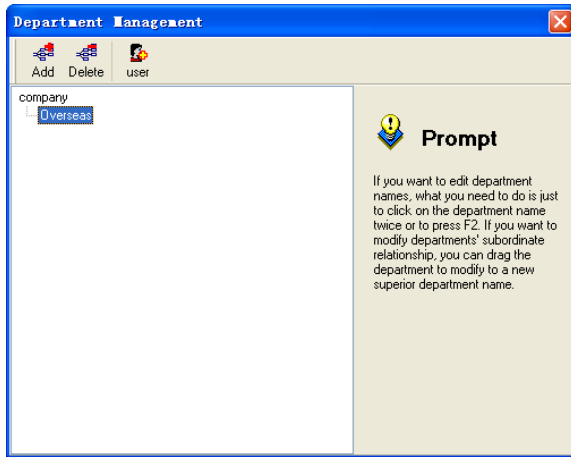 Department Management
Add Delete user
company
Overseas
Prompt
If you want to edit department
names, what you need to do is just
to click on the department name
twice or to press F2. If you want to
modify departments' subordinate
relationship, you can drag the
department to modify to a new
superior department name.